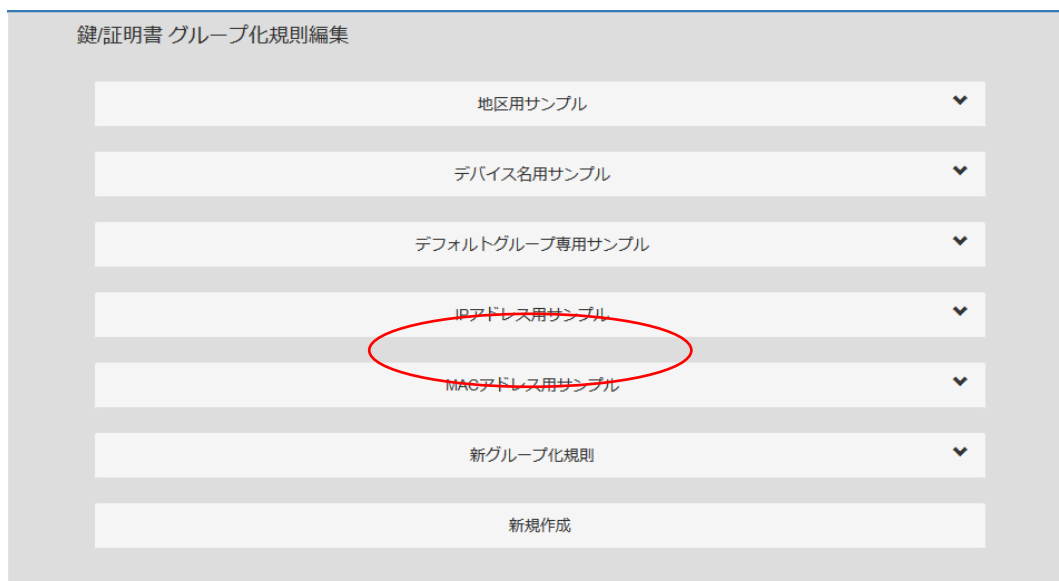 鍵/証明書 グループ化規則編集
地区用サンプル
デバイス名用サンプル
デフォルトグループ専用サンプル
IPアドレス用サンプル
MACアドレス用サンプル
新グループ化規則
新規作成